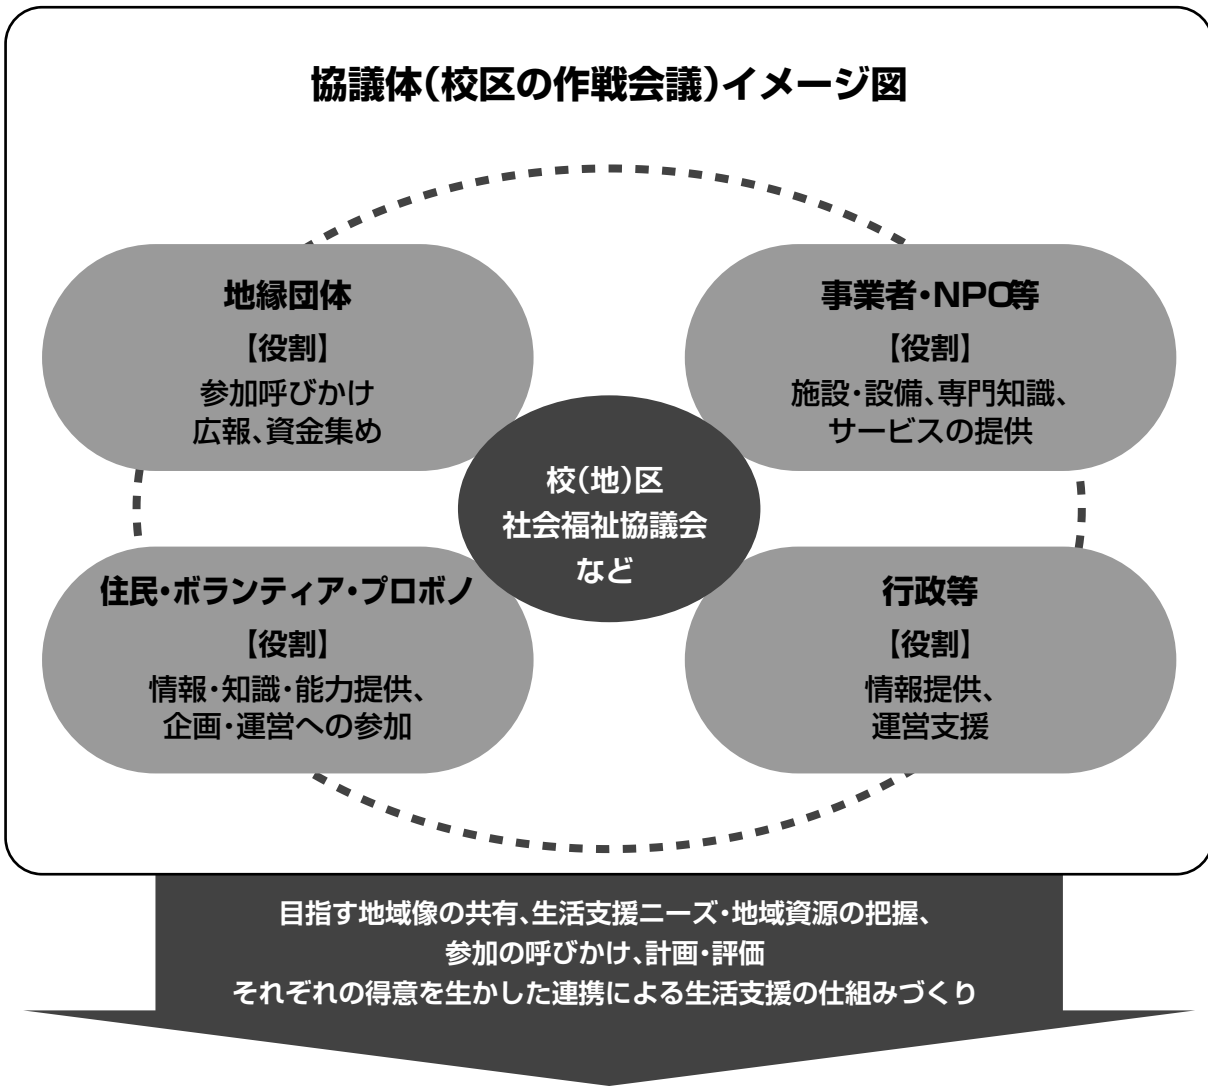 協議体(校区の作戦会議)イメージ図
地縁団体
【役割】
参加呼びかけ
広報、資金集め
事業者・NPO等
【役割】
施設・設備、専門知識、
サービスの提供
校(地)区
社会福祉協議会
など
住民・ボランティア・プロボノ
【役割】
情報・知識・能力提供、
企画・運営への参加
行政等
【役割】
情報提供、
運営支援
目指す地域像の共有、生活支援ニーズ・地域資源の把握、
参加の呼びかけ、計画・評価
それぞれの得意を生かした連携による生活支援の仕組みづくり